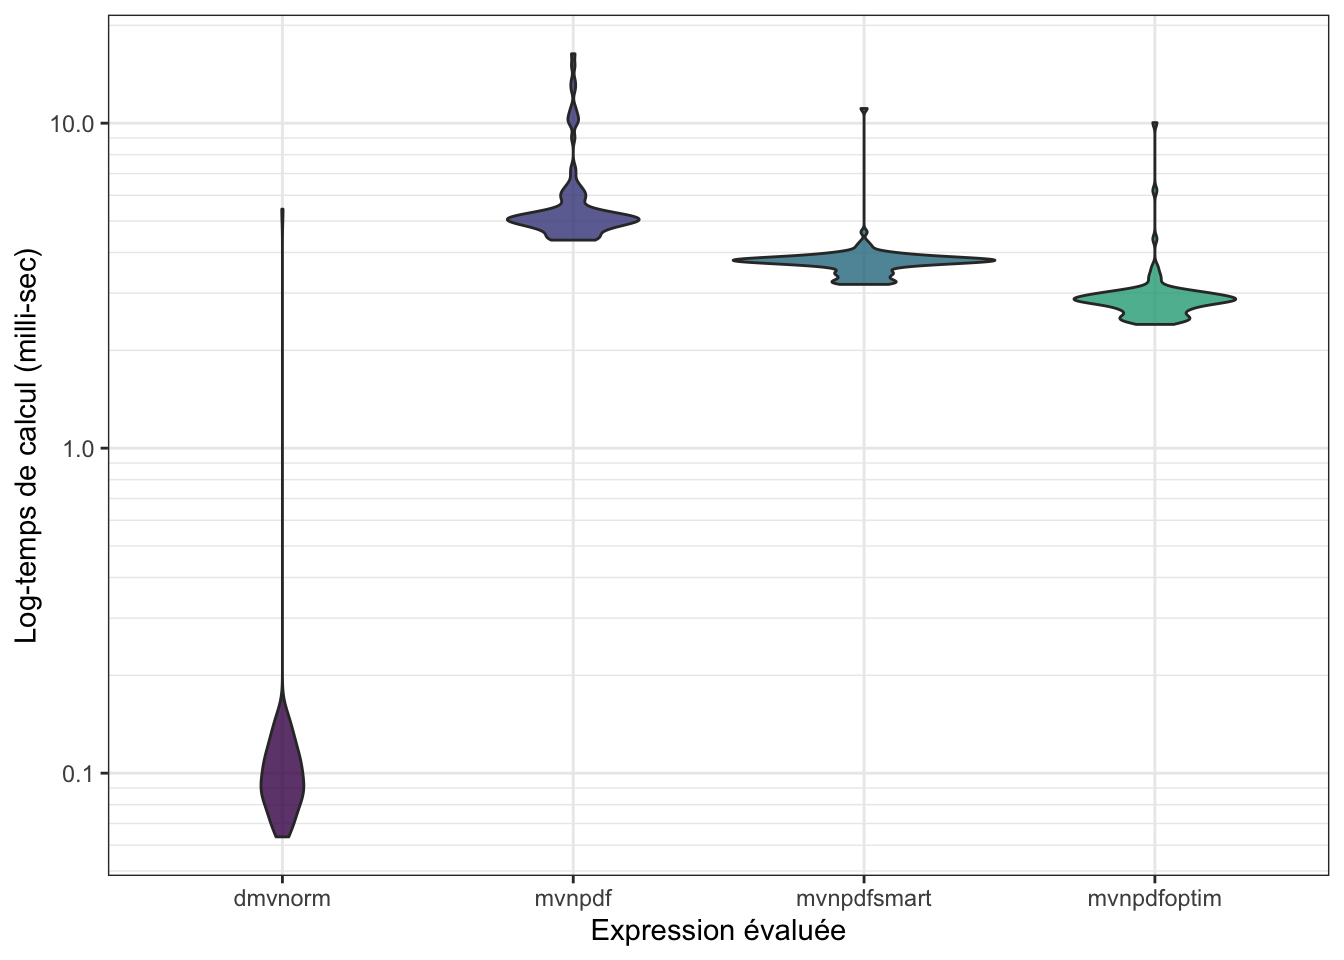 Log-temps de calcul (milli-sec)
10.0
1.0
0.1
dmvnorm mvnpdf mvnpdfsmart mvnpdfoptim
Expression évaluée